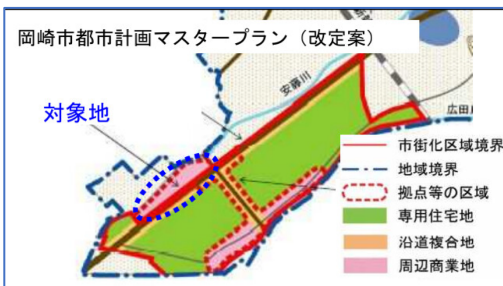 岡崎市都市計画マスタープラン（改定案）
安藤川
対象地
広田川
市街化区域境界
地域境界
拠点等の区域
専用住宅地
沿道複合地
周辺商業地